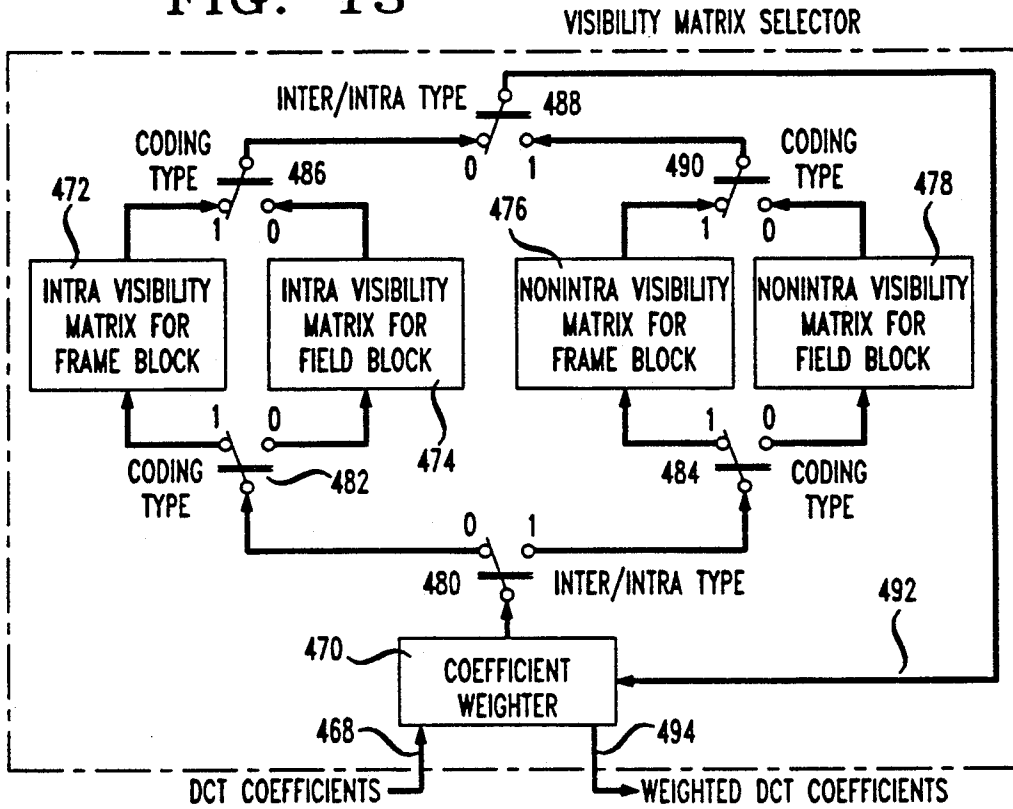 FIG. 13
VISIBILITY MATRIX SELECTOR
INTER/INTRA TYPE
488
0
1
CODING
TYPE
486
1
0
490
CODING
TYPE
1
0
472
476
478
INTRA VISIBILITY
MATRIX FOR
FRAME BLOCK
INTRA VISIBILITY
MATRIX FOR
FIELD BLOCK
NONINTRA VISIBILITY
MATRIX FOR
FRAME BLOCK
NONINTRA VISIBILITY
MATRIX FOR
FIELD BLOCK
474
1
0
CODING
TYPE
482
1
0
484
CODING
TYPE
0
1
480
INTER/INTRA TYPE
492
470
COEFFICIENT
WEIGHTER
468
494
DCT COEFFICIENTS
WEIGHTED DCT COEFFICIENTS